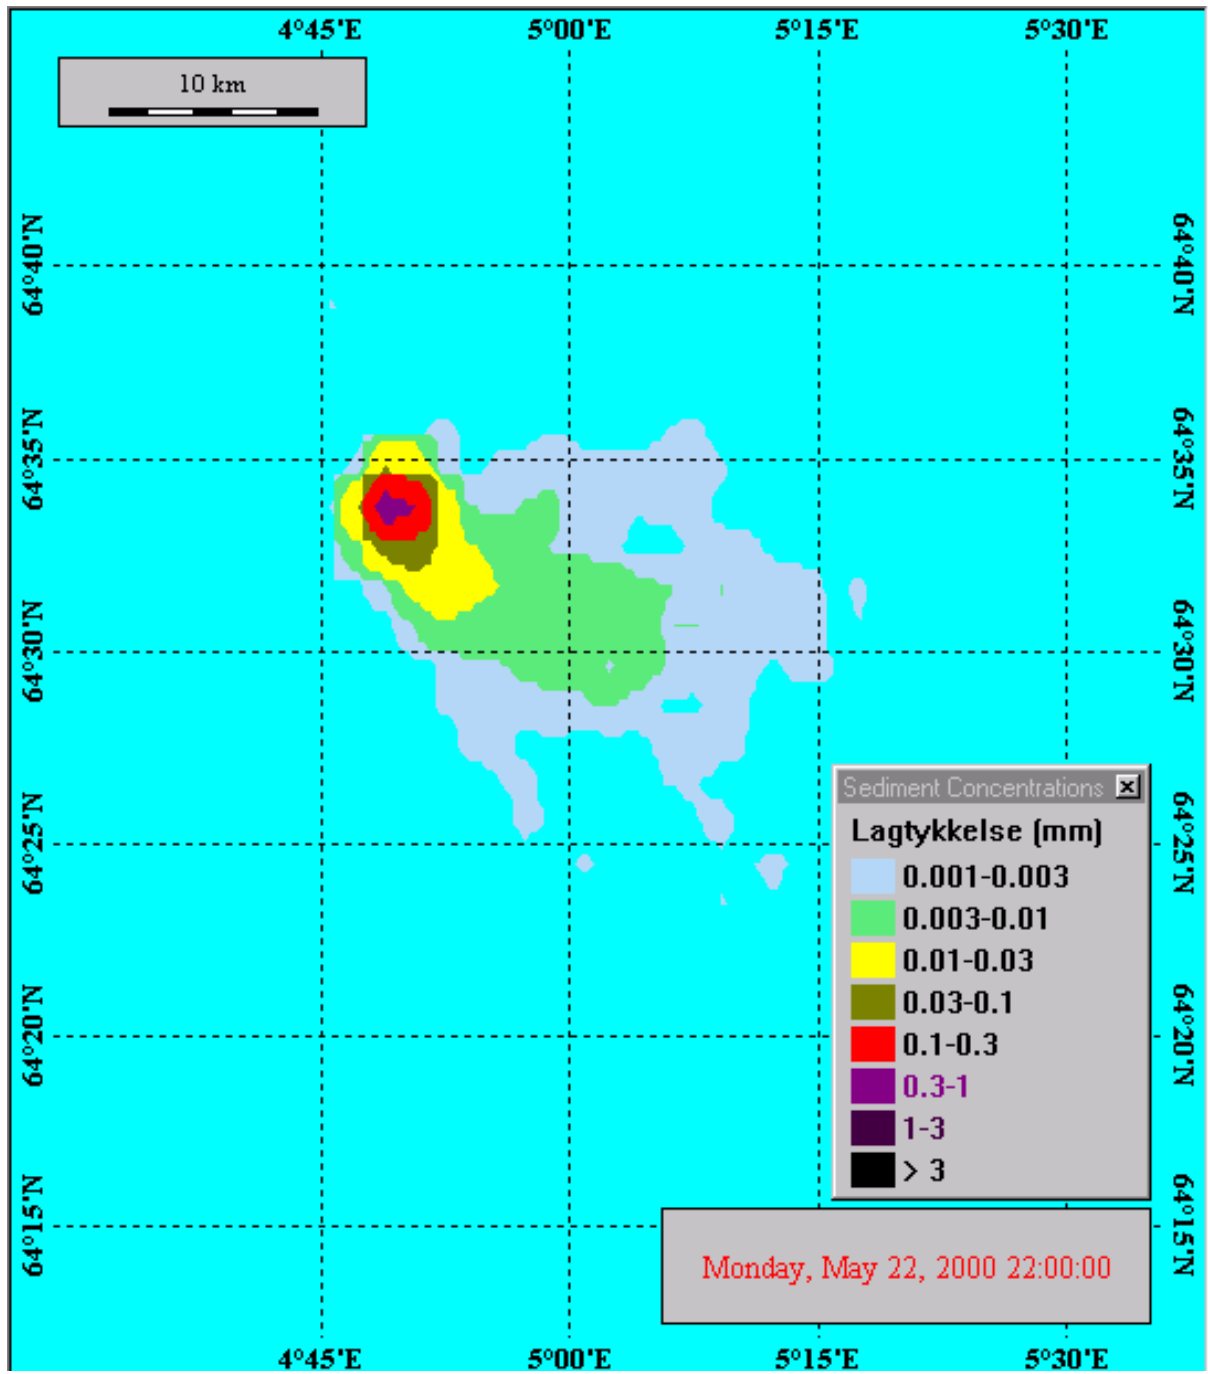 4°45'E 5°00'E 5°15'E 5°30'E
10 km
64°40'N 64°40'N
64°35'N 64°35'N
64°30'N 64°30'N
Sediment Concentrations
Lagtykkelse (mm)
64°25'N 64°25'N
0.001-0.003
0.003-0.01
0.01-0.03
0.03-0.1
64°20'N 64°20'N
0.1-0.3
0.3-1
1-3
> 3
64°15'N 64°15'N
Monday, May 22, 2000 22:00:00
4°45'E 5°00'E 5°15'E 5°30'E